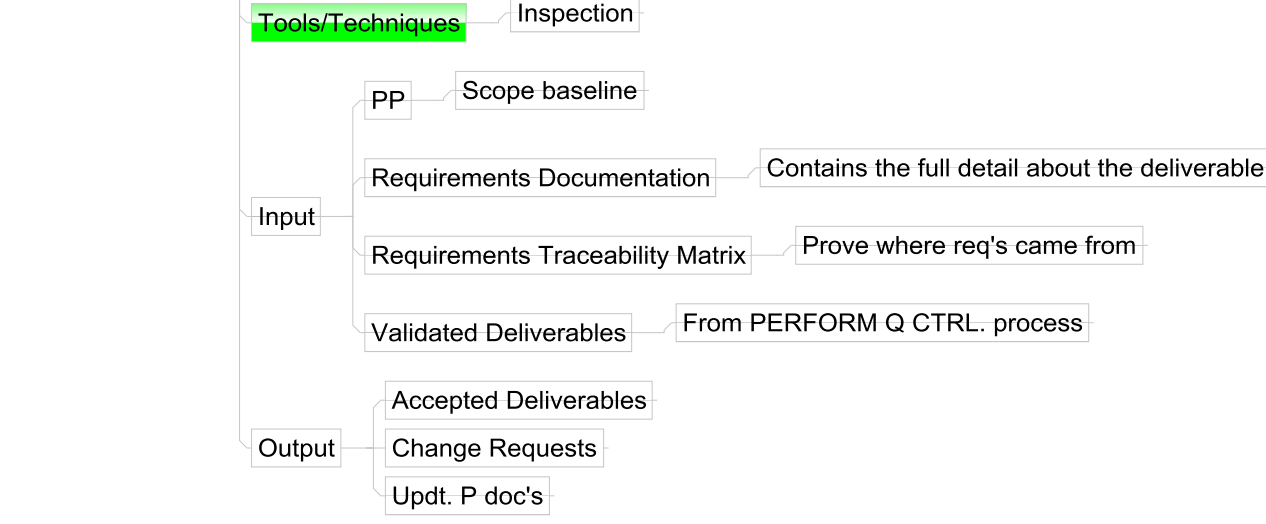 Tools/Techniques
Inspection
Input
PP
Scope baseline
Requirements Documentation
Contains the full detail about the deliverable
Requirements Traceability Matrix
Prove where req's came from
Validated Deliverables
From PERFORM Q CTRL. process
Output
Accepted Deliverables
Change Requests
Updt. P doc's